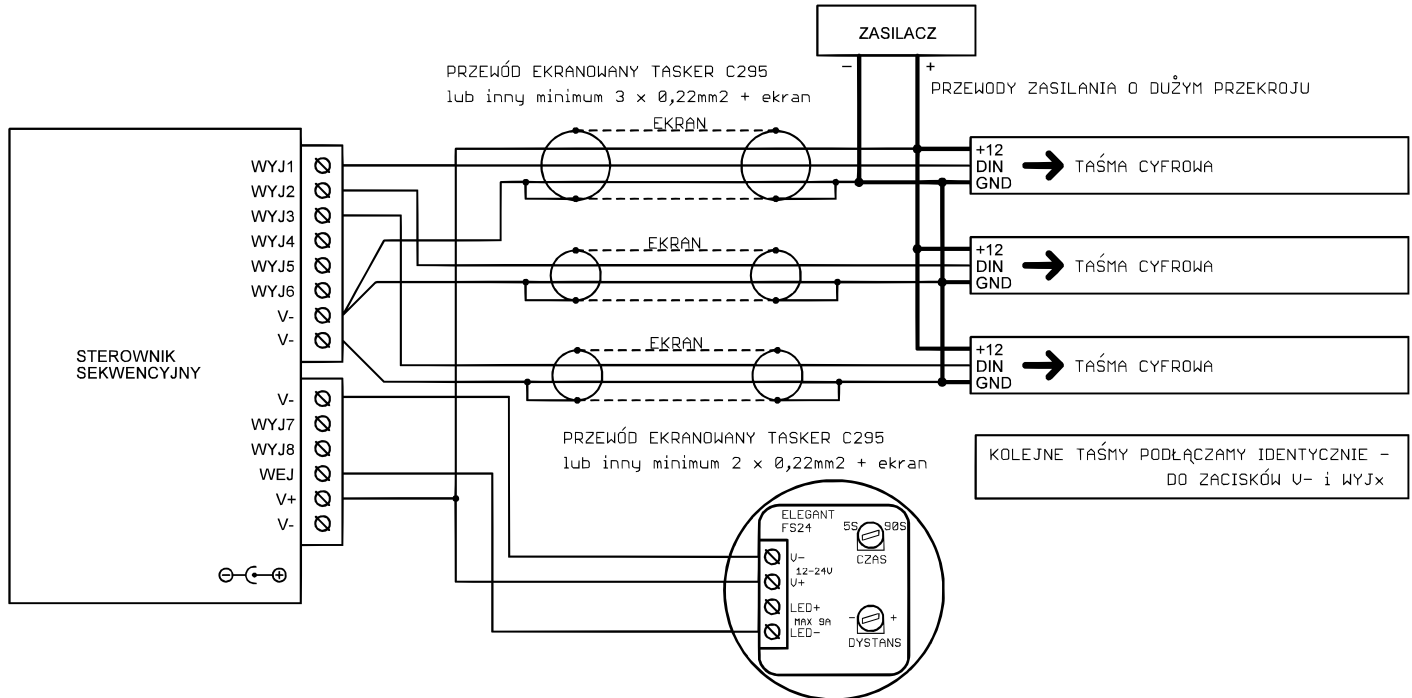 ZASILACZ
− +
PRZEWÓD EKRANOWANY TASKER C295
lub inny minimum 3 x 0,22mm2 + ekran
PRZEWODY ZASILANIA O DUŻYM PRZEKROJU
EKRAN
WYJ1
WYJ2
WYJ3
WYJ4
WYJ5
WYJ6
V-
V-
+12
DIN
GND
TAŚMA CYFROWA
EKRAN
+12
DIN
GND
TAŚMA CYFROWA
EKRAN
+12
DIN
GND
TAŚMA CYFROWA
STEROWNIK
SEKWENCYJNY
V-
WYJ7
WYJ8
WEJ
V+
V-
PRZEWÓD EKRANOWANY TASKER C295
lub inny minimum 2 x 0,22mm2 + ekran
KOLEJNE TAŚMY PODŁĄCZAMY IDENTYCZNIE -
DO ZACISKÓW V- i WYJx
ELEGANT
FS24
5S 90S
CZAS
V-
12-24V
V+
LED+
MAX 9A
LED-
- +
DYSTANS